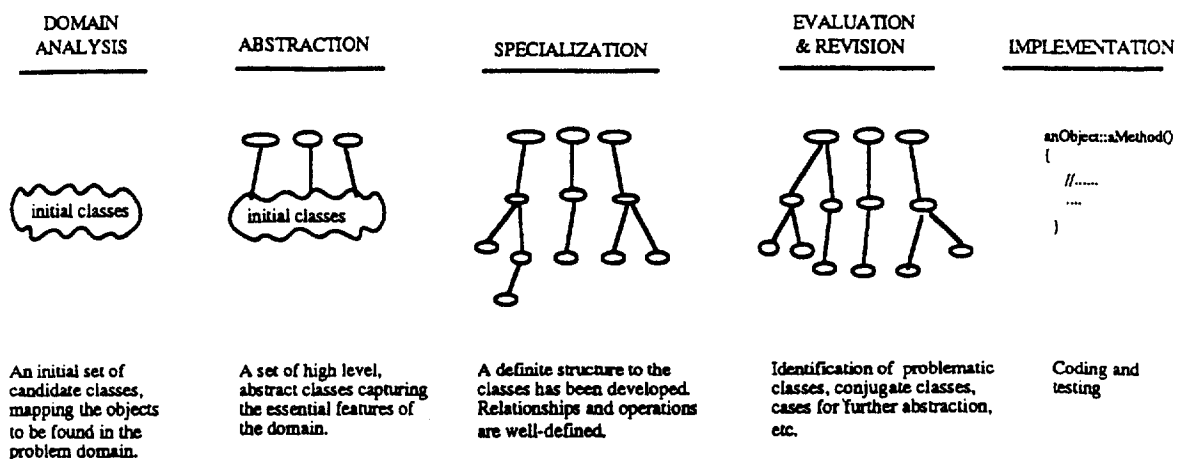 DOMAIN
ANALYSIS
ABSTRACTION
SPECIALIZATION
EVALUATION
& REVISION
IMPLEMENTATION
initial classes
initial classes
anObject::aMethod()
{
//......
....
}
An initial set of
candidate classes,
mapping the objects
to be found in the
problem domain.
A set of high level,
abstract classes capturing
the essential features of
the domain.
A definite structure to the
classes has been developed.
Relationships and operations
are well-defined.
Identification of problematic
classes, conjugate classes,
cases for further abstraction,
etc.
Coding and
testing